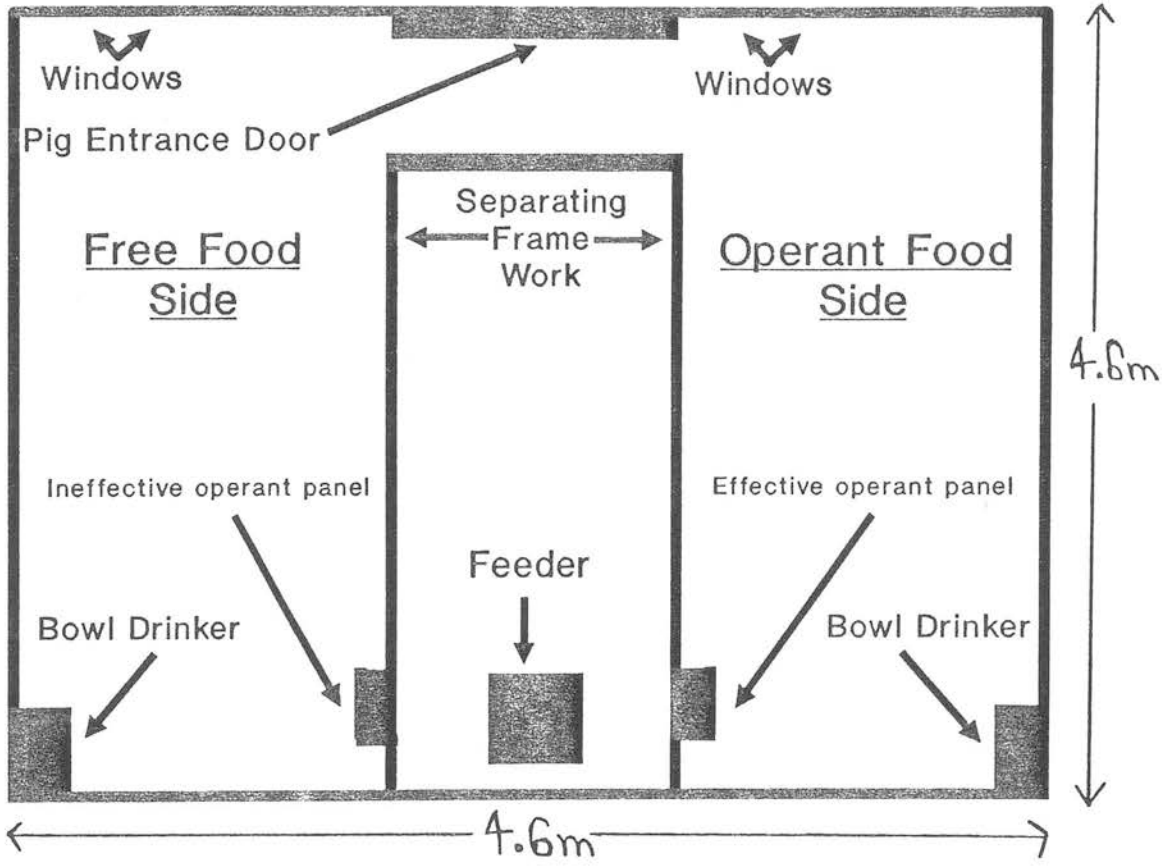 Windows
Windows
Pig Entrance Door
Separating
Frame
Work
Free Food
Side
Operant Food
Side
4.6m
Ineffective operant panel
Effective operant panel
Feeder
Bowl Drinker
Bowl Drinker
4.6m